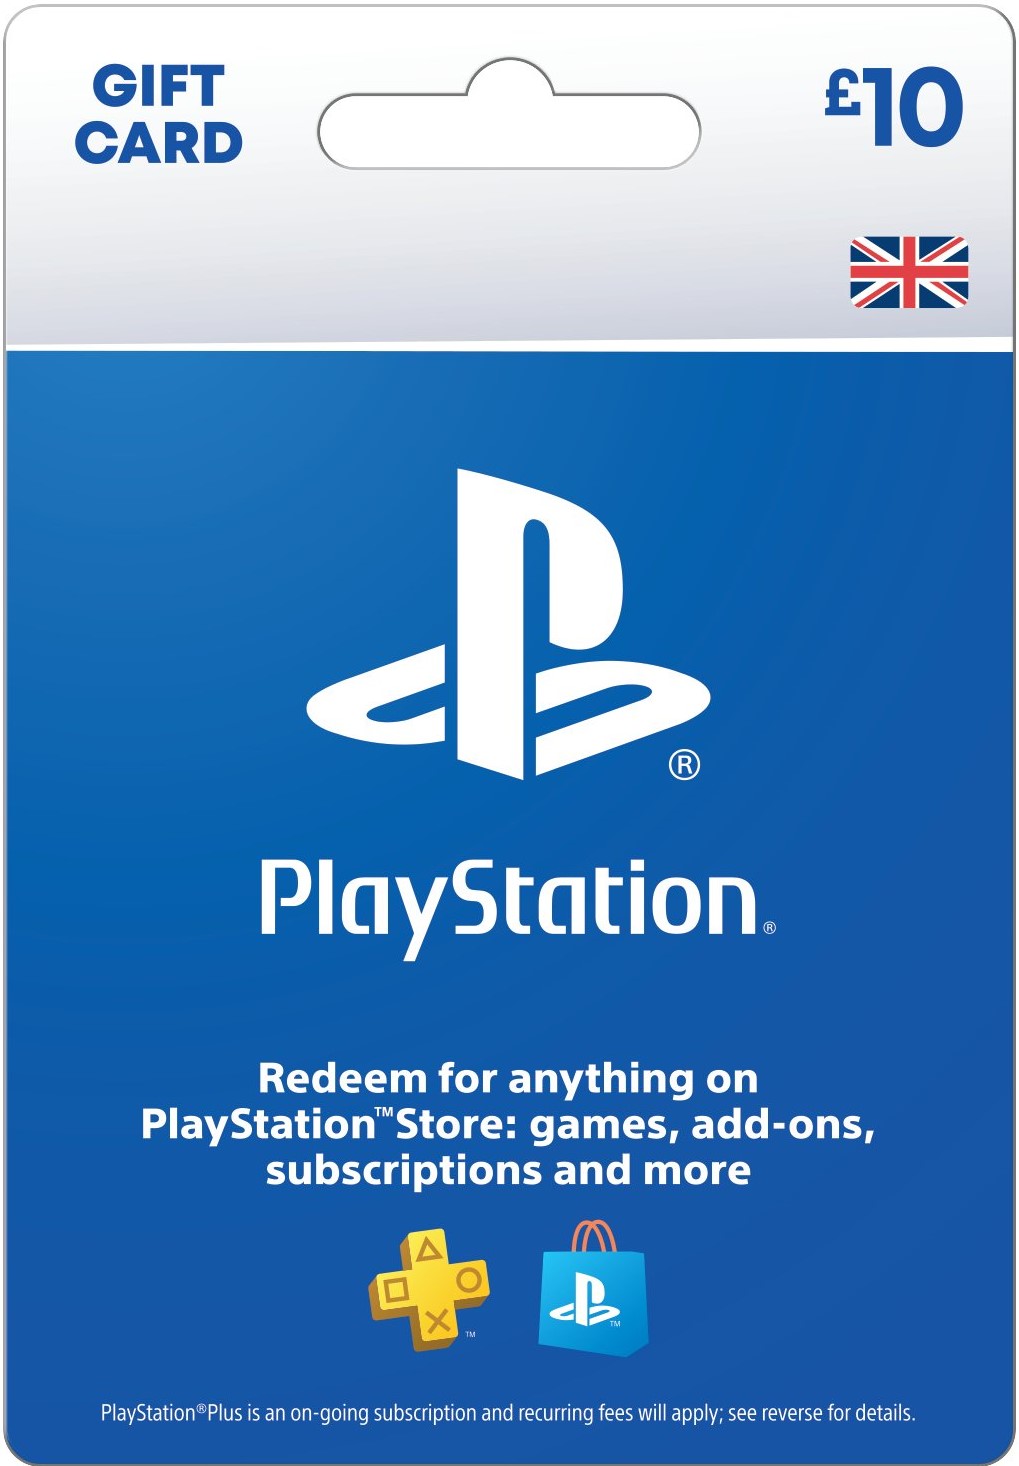 GIFT
CARD
£10
®
PlayStation®
Redeem for anything on
PlayStation™Store: games, add-ons,
subscriptions and more
TM
TM
PlayStation®Plus is an on-going subscription and recurring fees will apply; see reverse for details.